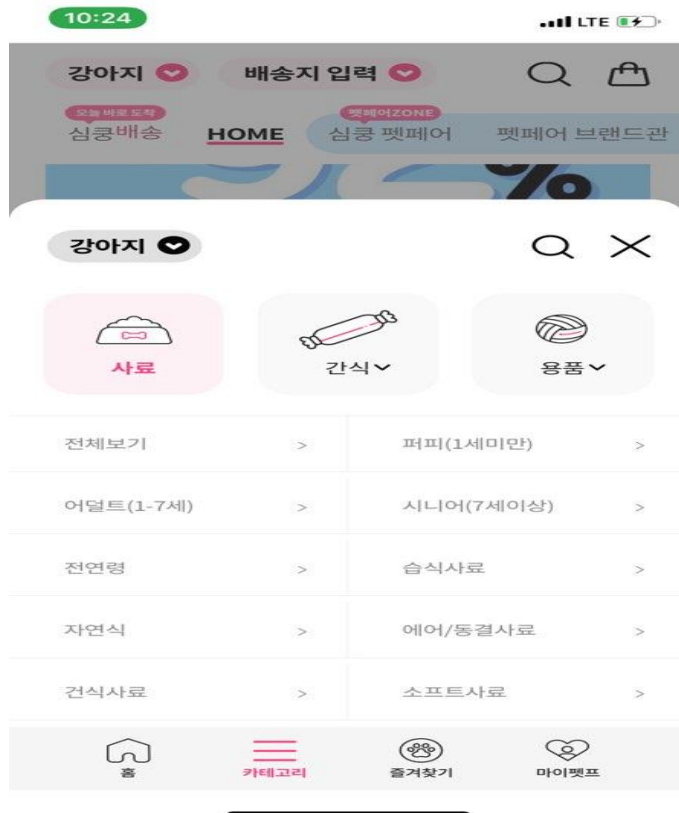 10:24
LTE
강아지 배송지 입력
오늘 바로 도착
펫페어ZONE
심쿵배송 HOME 심쿵 펫페어 펫페어 브랜드관
%
강아지
사료 간식 용품
전체보기 > 퍼피(1세미만) >
어덜트(1-7세) > 시니어(7세이상) >
전연령 > 습식사료 >
자연식 > 에어/동결사료 >
건식사료 > 소프트사료 >
홈 카테고리 즐겨찾기 마이펫프